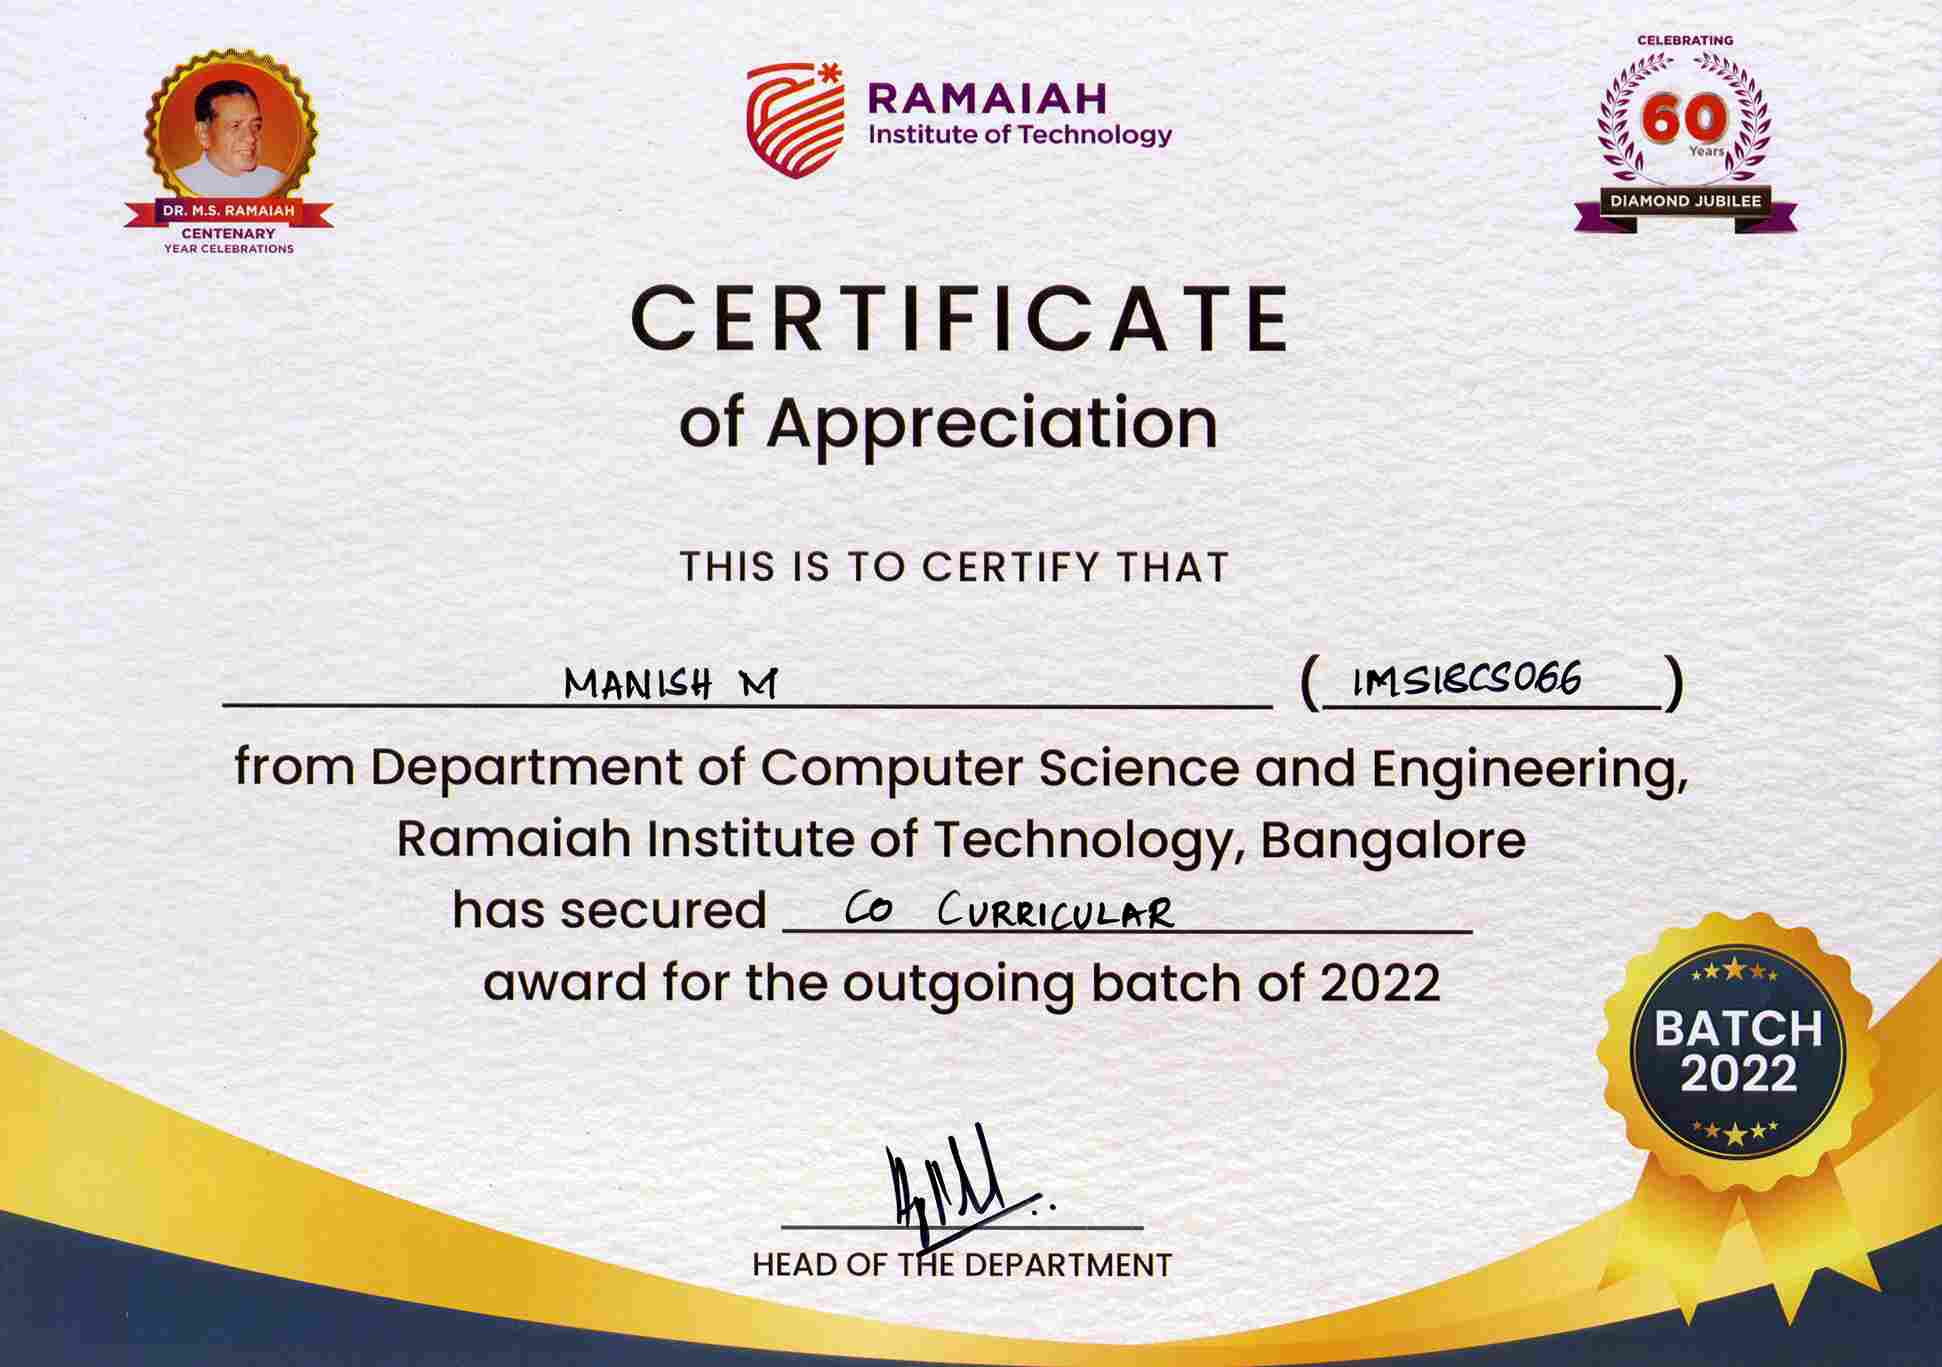 DR. M.S. RAMAIAH
CENTENARY
YEAR CELEBRATIONS
RAMAIAH
Institute of Technology
CELEBRATING
60
Years
DIAMOND JUBILEE
CERTIFICATE
of Appreciation
THIS IS TO CERTIFY THAT
MANISH M (1MS18CS066)
from Department of Computer Science and Engineering,
Ramaiah Institute of Technology, Bangalore
has secured CO CURRICULAR
award for the outgoing batch of 2022
BATCH
2022
HEAD OF THE DEPARTMENT